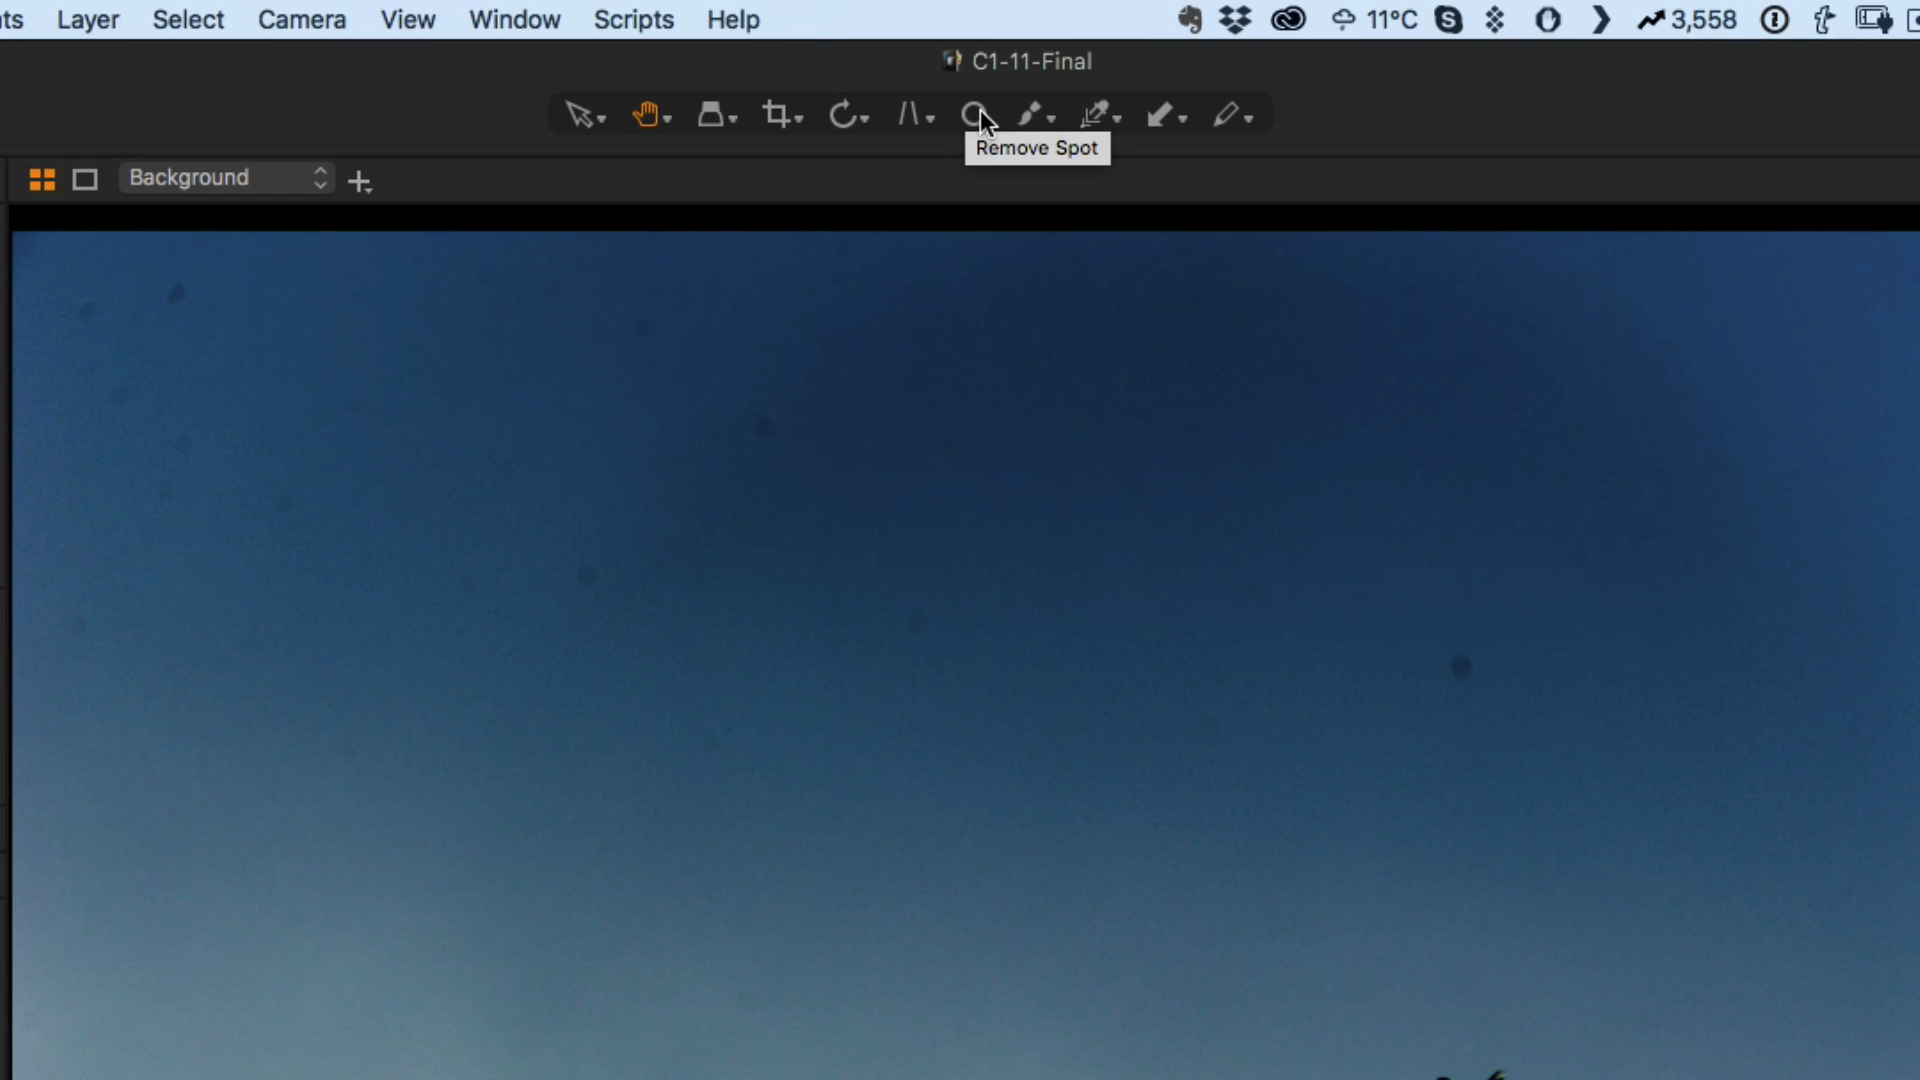 ts Layer Select Camera View Window Scripts Help 11°C 3,558
C1-11-Final
Remove Spot
Background